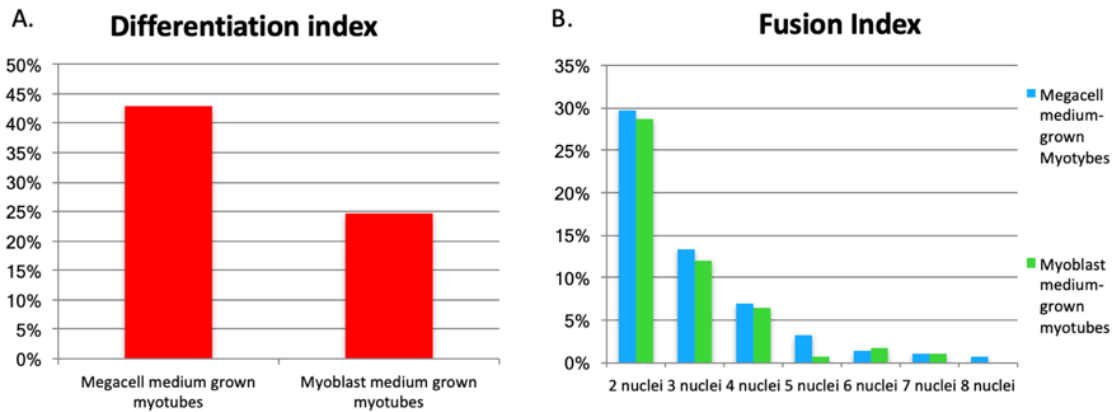 A.
Differentiation index
50%
45%
40%
35%
30%
25%
20%
15%
10%
5%
0%
Megacell medium grown
myotubes
Myoblast medium grown
myotubes
B.
Fusion Index
35%
30%
25%
20%
15%
10%
5%
0%
2 nuclei 3 nuclei 4 nuclei 5 nuclei 6 nuclei 7 nuclei 8 nuclei
Megacell
medium-
grown
Myotybes
Myoblast
medium-
grown
myotubes